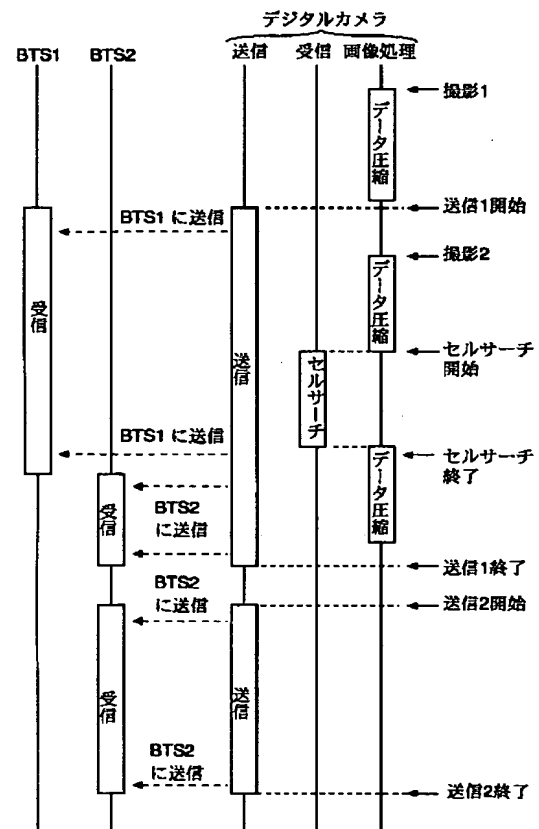 デジタルカメラ
BTS1
BTS2
送信
受信
画像処理
撮影1
データ圧縮
BTS1 に送信
送信1開始
撮影2
データ圧縮
受信
送信
セルサーチ
開始
セルサーチ
BTS1 に送信
セルサーチ
終了
データ圧縮
受信
BTS2
に送信
送信1終了
BTS2
に送信
送信2開始
受信
送信
BTS2
に送信
送信2終了